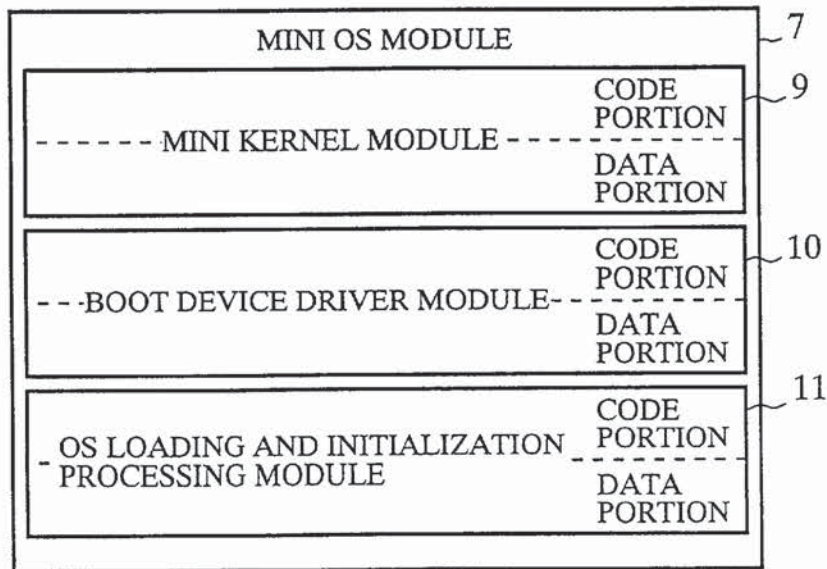 MINI OS MODULE
7
CODE
PORTION
9
MINI KERNEL MODULE
DATA
PORTION
CODE
PORTION
10
BOOT DEVICE DRIVER MODULE
DATA
PORTION
11
CODE
PORTION
OS LOADING AND INITIALIZATION
PROCESSING MODULE
DATA
PORTION